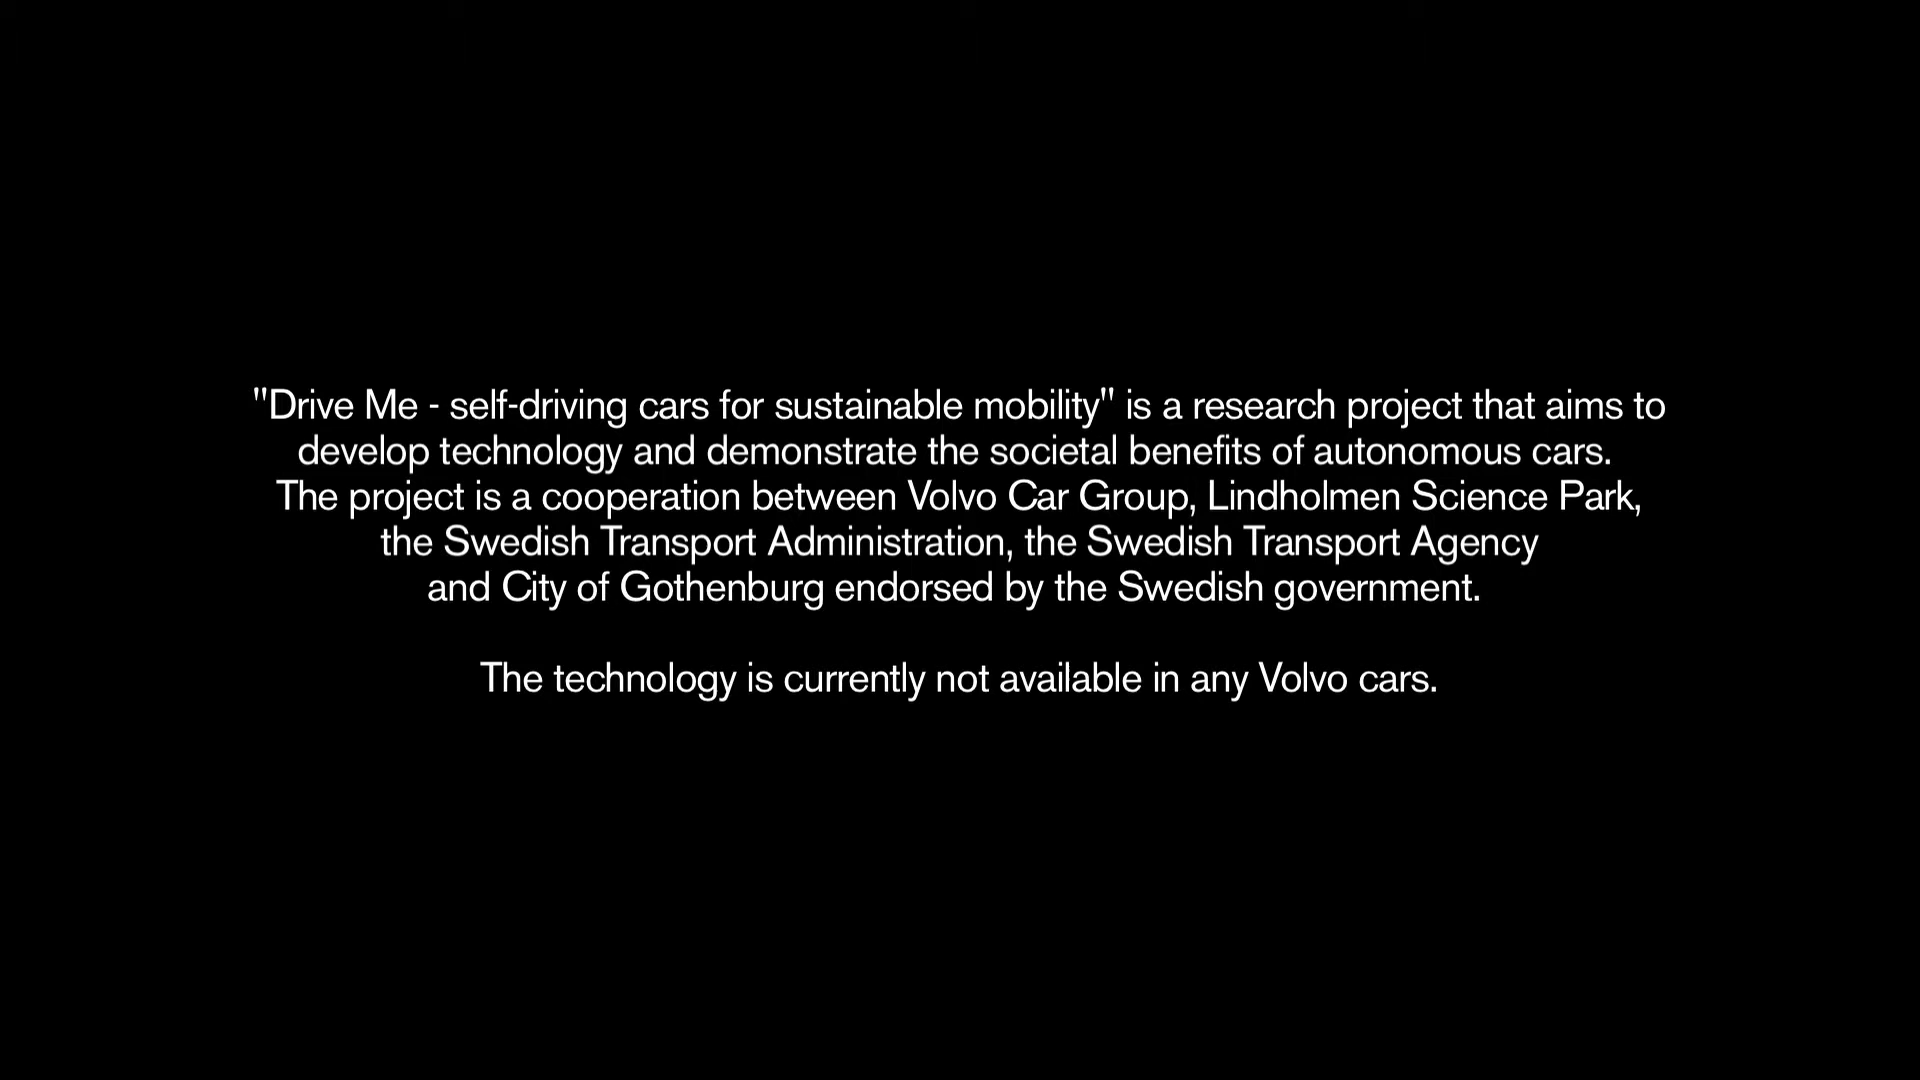 "Drive Me - self-driving cars for sustainable mobility" is a research project that aims to
develop technology and demonstrate the societal benefits of autonomous cars.
The project is a cooperation between Volvo Car Group, Lindholmen Science Park,
the Swedish Transport Administration, the Swedish Transport Agency
and City of Gothenburg endorsed by the Swedish government.
The technology is currently not available in any Volvo cars.